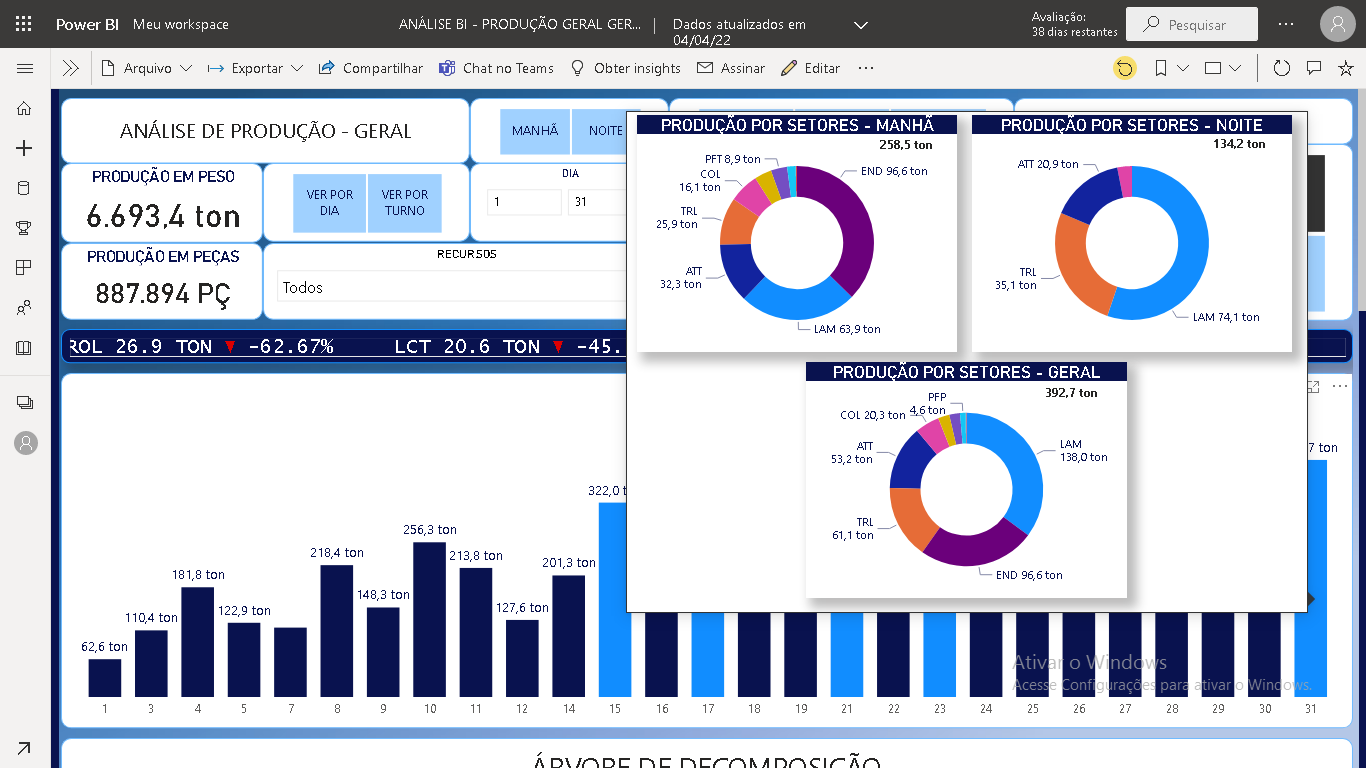 Power BI
Meu workspace
ANÁLISE BI - PRODUÇÃO GERAL GER...
Dados atualizados em
04/04/22
Avaliação:
38 dias restantes
Pesquisar
Arquivo
Exportar
Compartilhar
Chat no Teams
Obter insights
Assinar
Editar
ANÁLISE DE PRODUÇÃO - GERAL
MANHÃ
NOITE
PRODUÇÃO EM PESO
6.693,4 ton
VER POR
DIA
VER POR
TURNO
DIA
1
31
PRODUÇÃO EM PEÇAS
887.894 PÇ
RECURSOS
Todos
ROL 26.9 TON ▼ -62.67%
LCT 20.6 TON ▼ -45.
PRODUÇÃO POR SETORES - MANHÃ
258,5 ton
PFT 8,9 ton
COL
16,1 ton
TRL
25,9 ton
ATT
32,3 ton
END 96,6 ton
LAM 63,9 ton
PRODUÇÃO POR SETORES - NOITE
134,2 ton
ATT 20,9 ton
TRL
35,1 ton
LAM 74,1 ton
PRODUÇÃO POR SETORES - GERAL
392,7 ton
PFP
4,6 ton
COL 20,3 ton
ATT
53,2 ton
TRL
61,1 ton
LAM
138,0 ton
END 96,6 ton
62,6 ton
110,4 ton
181,8 ton
122,9 ton
218,4 ton
148,3 ton
256,3 ton
213,8 ton
127,6 ton
201,3 ton
322,0 t
7 ton
1 3 4 5 7 8 9 10 11 12 14 15 16 17 18 19 21 22 23 24 25 26 27 28 29 30 31
Ativar o Windows
Acesse Configurações para ativar o Windows.
ÁRVORE DE DECOMPOSIÇÃO